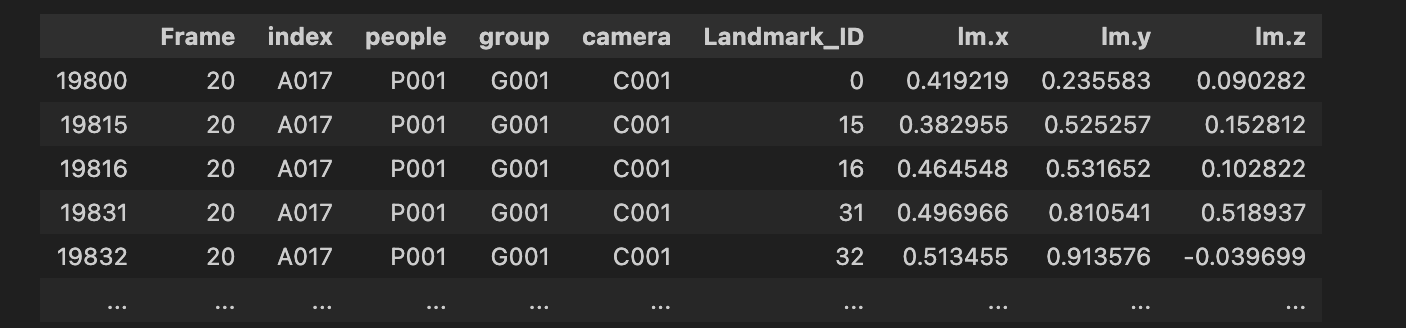 Frame index people group camera Landmark_ID lm.x lm.y lm.z
19800 20 A017 P001 G001 C001 0 0.419219 0.235583 0.090282
19815 20 A017 P001 G001 C001 15 0.382955 0.525257 0.152812
19816 20 A017 P001 G001 C001 16 0.464548 0.531652 0.102822
19831 20 A017 P001 G001 C001 31 0.496966 0.810541 0.518937
19832 20 A017 P001 G001 C001 32 0.513455 0.913576 -0.039699
... ... ... ... ... ... ... ... ... ...